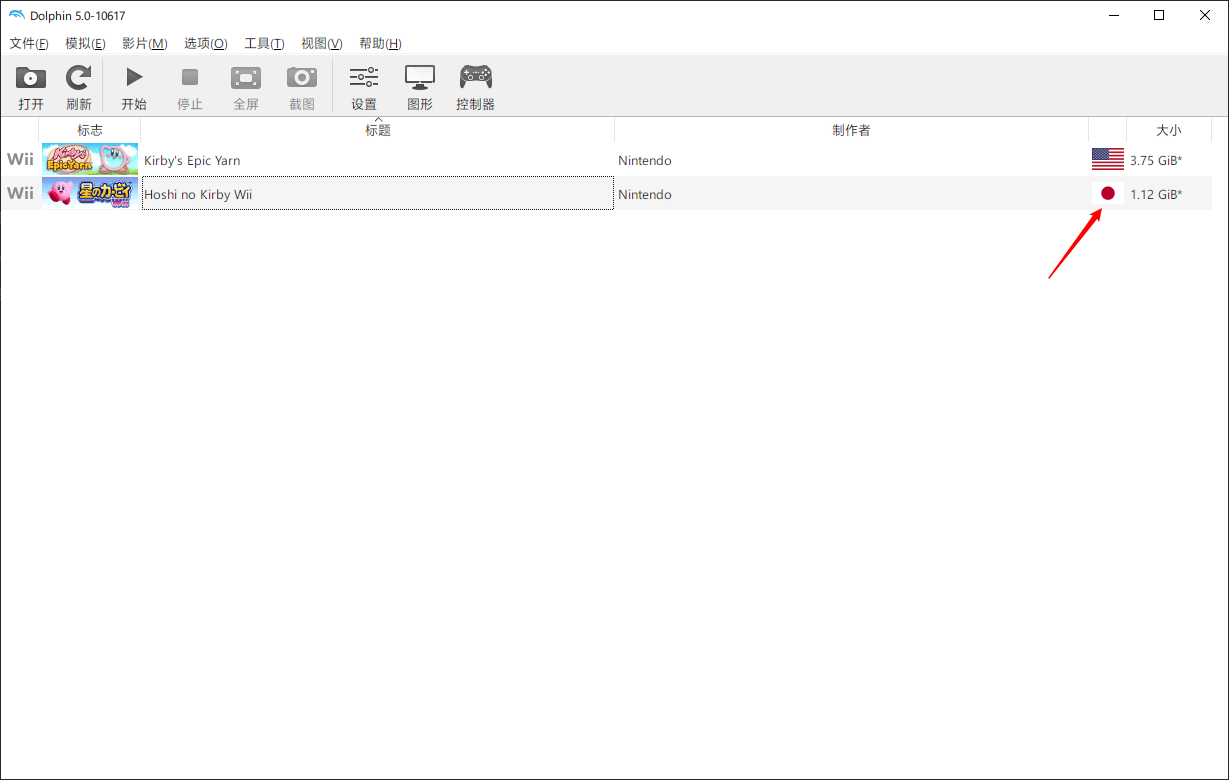 Dolphin 5.0-10617
文件(F) 模拟(E) 影片(M) 选项(O) 工具(T) 视图(V) 帮助(H)
打开 刷新 开始 停止 全屏 截图 设置 图形 控制器
标志 标题 制作者 大小
Wii Kirby's Epic Yarn Kirby's Epic Yarn Nintendo 3.75 GiB*
Wii 星のカービィ Wii Hoshi no Kirby Wii Nintendo 1.12 GiB*